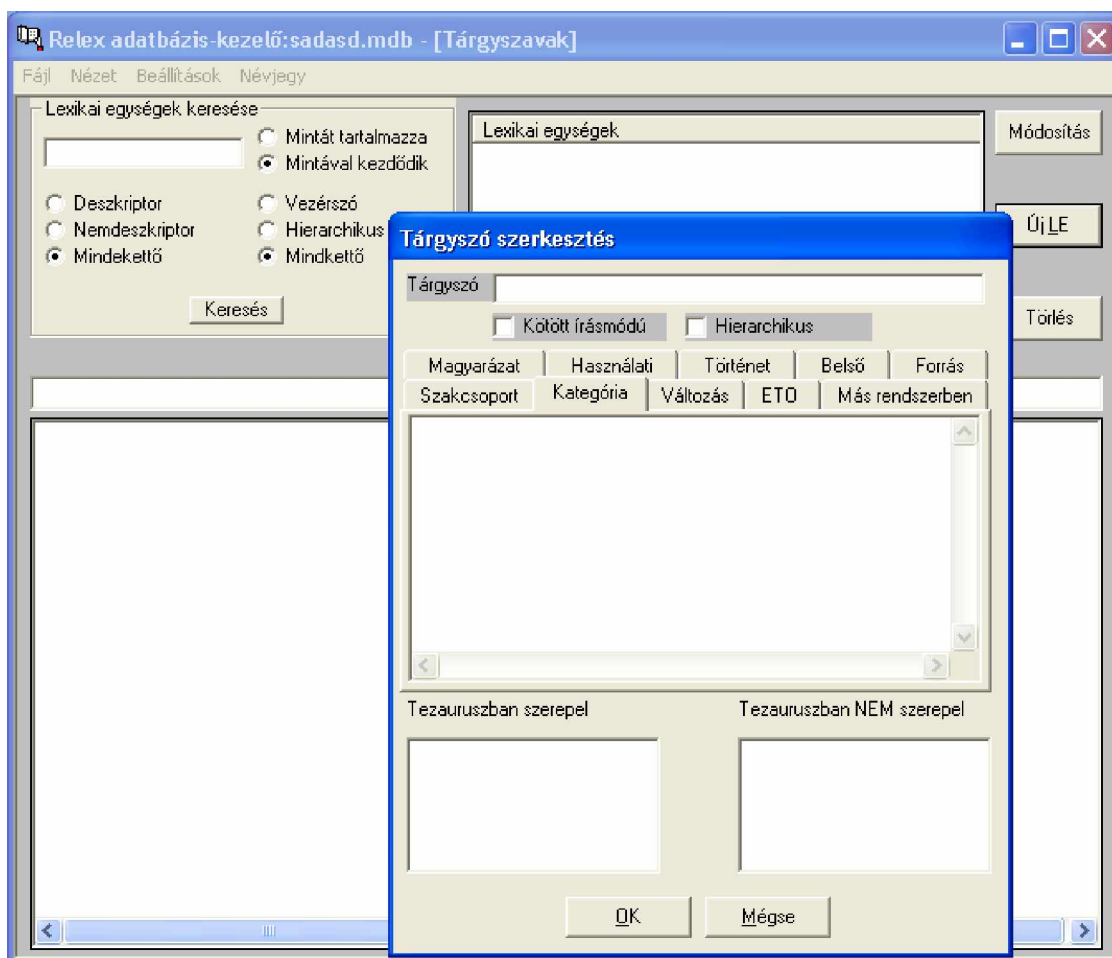 Relex adatbázis-kezelő:sadasd.mdb - [Tárgyszavak]
Fájl Nézet Beállítások Névjegy
Lexikai egységek keresése
Mintát tartalmazza
Mintával kezdődik
Deszkriptor
Nemdeszkriptor
Mindekettő
Vezérszó
Hierarchikus
Mindkettő
Keresés
Lexikai egységek
Módosítás
Új LE
Törlés
Tárgyszó szerkesztés
Tárgyszó
Kötött írásmódú Hierarchikus
Magyarázat Használati Történet Belső Forrás
Szakcsoport Kategória Változás ETO Más rendszerben
Tezauruszban szerepel Tezauruszban NEM szerepel
OK Mégse